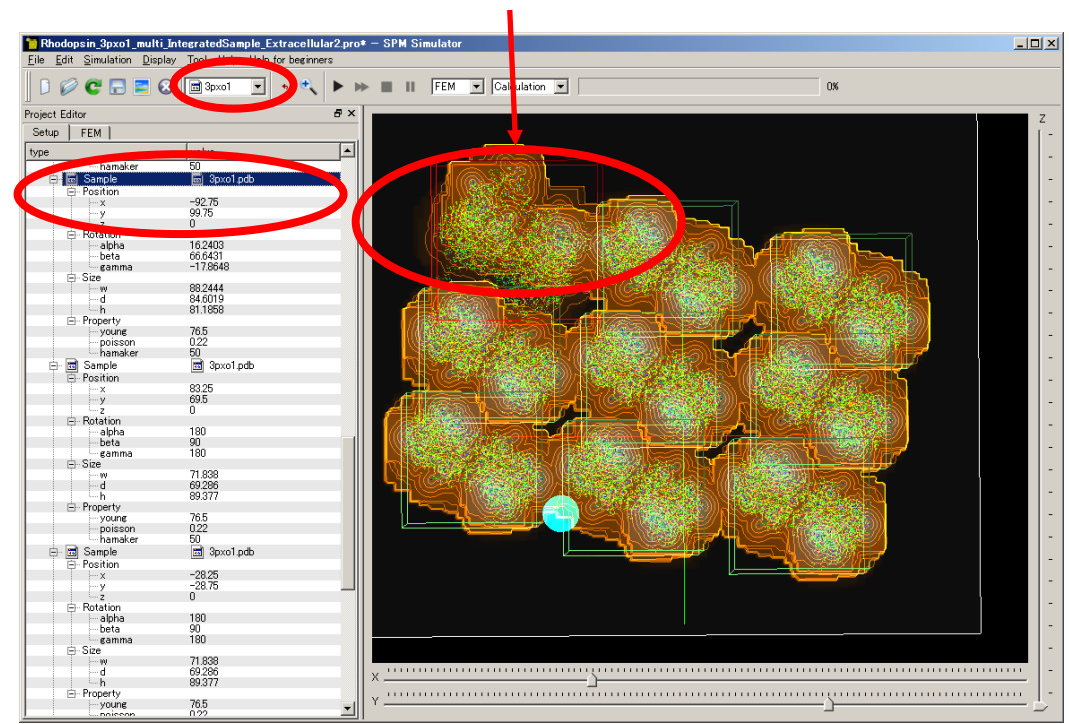 Rhodopsin_3pxo1_multi_IntegratedSample_Extracellular2.pro* — SPM Simulator
File Edit Simulation Display Tool Help for beginners
3pxo1 FEM Calculation 0%
Project Editor
Setup FEM
type value
hamaker 50
Sample 3pxo1.pdb
Position
x -92.75
y 99.75
z 0
Rotation
alpha 16.2403
beta 66.6431
gamma -17.8648
Size
w 88.2444
d 84.6019
h 81.1858
Property
young 76.5
poisson 0.22
hamaker 50
Sample 3pxo1.pdb
Position
x 83.25
y 69.5
z 0
Rotation
alpha 180
beta 90
gamma 180
Size
w 71.838
d 69.286
h 89.377
Property
young 76.5
poisson 0.22
hamaker 50
Sample 3pxo1.pdb
Position
x -28.25
y -28.75
z 0
Rotation
alpha 180
beta 90
gamma 180
Size
w 71.838
d 69.286
h 89.377
Property
young 76.5
poisson 0.22
Z
X
Y